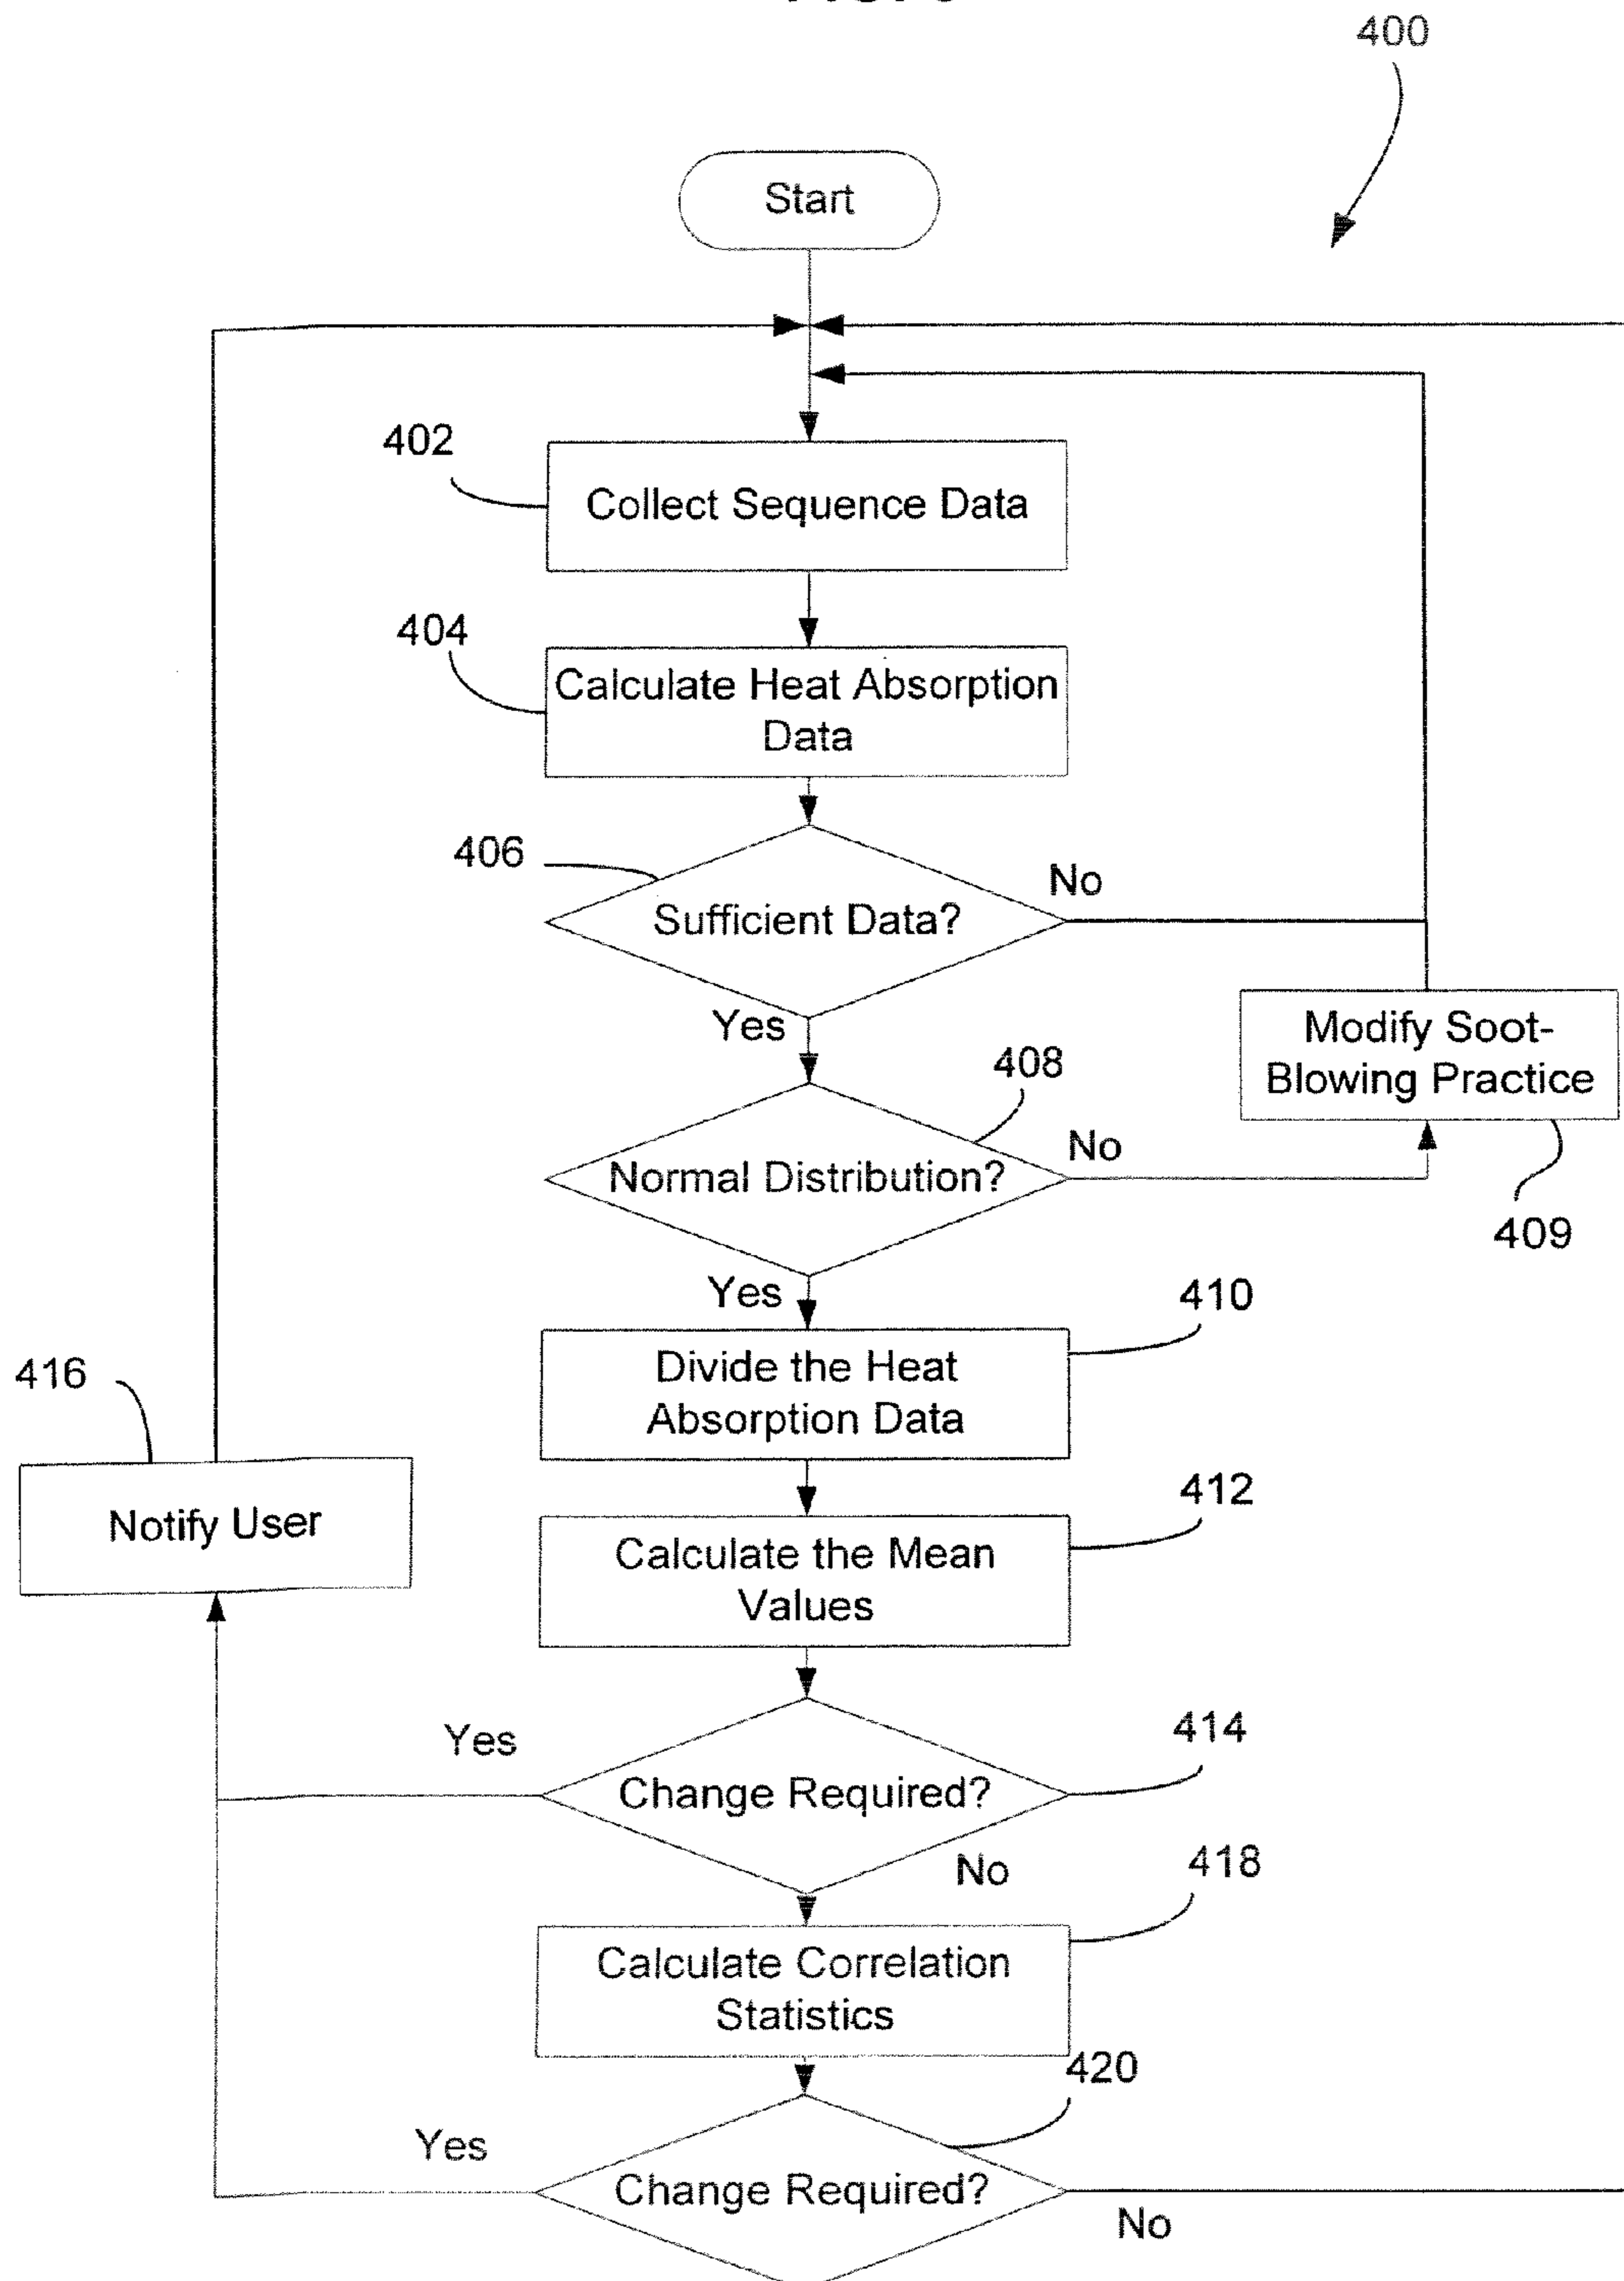 400
Start
402
Collect Sequence Data
404
Calculate Heat Absorption
Data
406
Sufficient Data?
No
Yes
Modify Soot-
Blowing Practice
409
408
Normal Distribution?
No
Yes
410
Divide the Heat
Absorption Data
416
Notify User
412
Calculate the Mean
Values
Yes
414
Change Required?
No
418
Calculate Correlation
Statistics
420
Yes
Change Required?
No